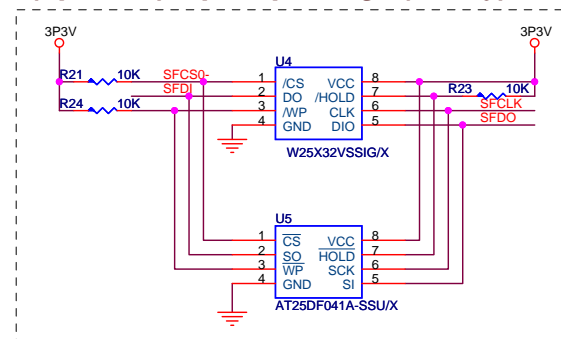 3P3V
3P3V
U4
R21 10K SFCS0-
1 /CS VCC 8
SFDI
2 DO /HOLD 7
R23 10K
R24 10K
3 /WP CLK 6
SFCLK
4 GND DIO 5
SFDO
W25X32VSSIG/X
U5
1 CS VCC 8
2 SO HOLD 7
3 WP SCK 6
4 GND SI 5
AT25DF041A-SSU/X